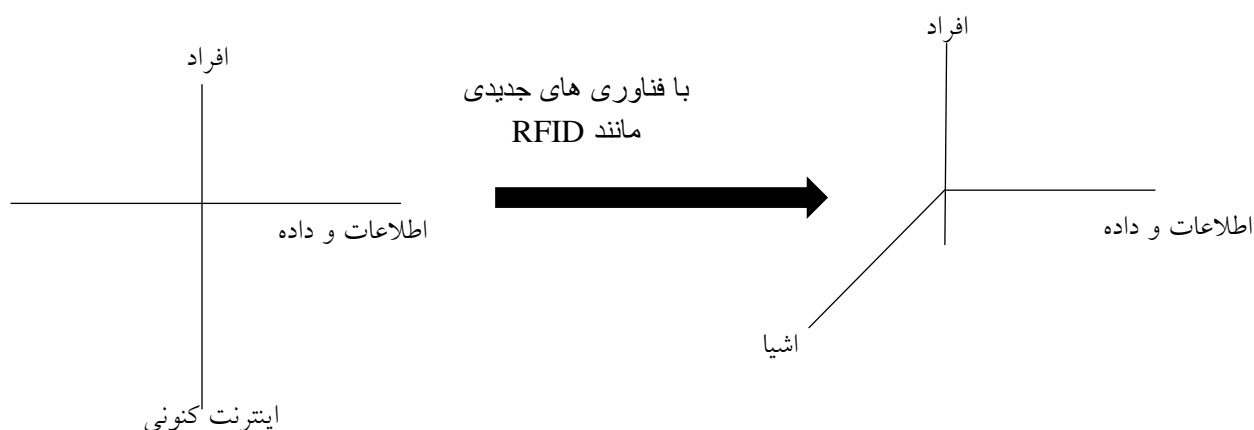 افراد
اطلاعات و داده
اینترنت کنونی
با فناوری های جدیدی
مانند RFID
افراد
اطلاعات و داده
اشیا